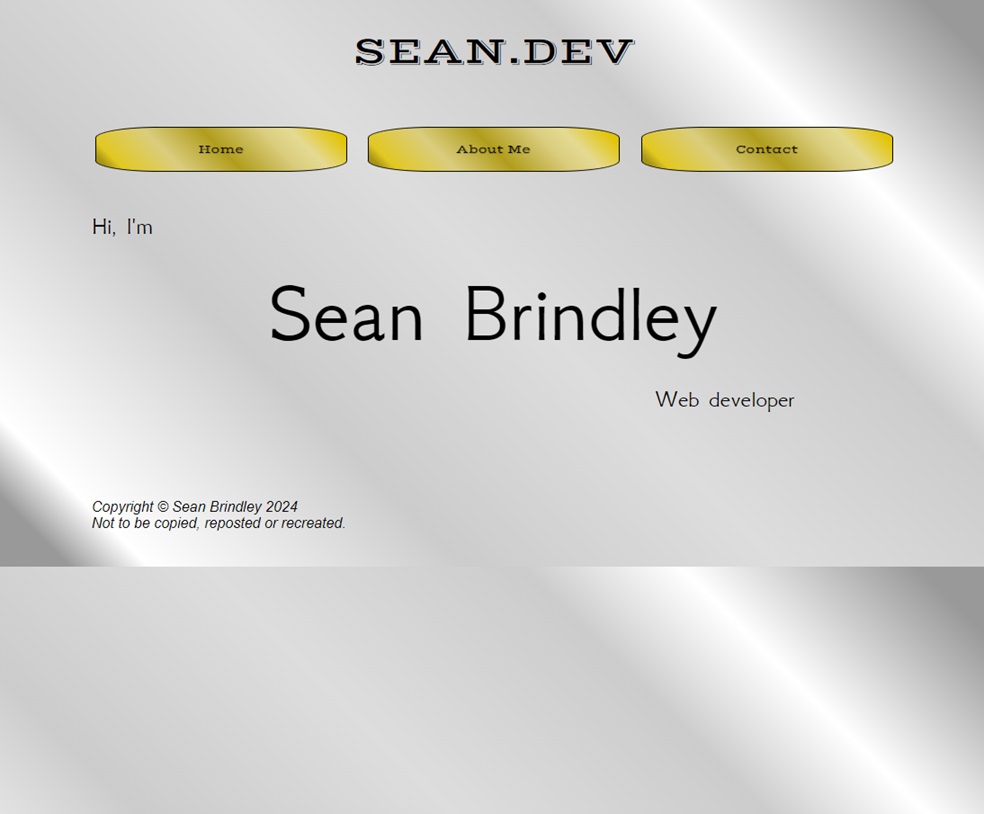 SEAN.DEV
Home
About Me
Contact
Hi, I'm
Sean Brindley
Web developer
Copyright © Sean Brindley 2024
Not to be copied, reposted or recreated.